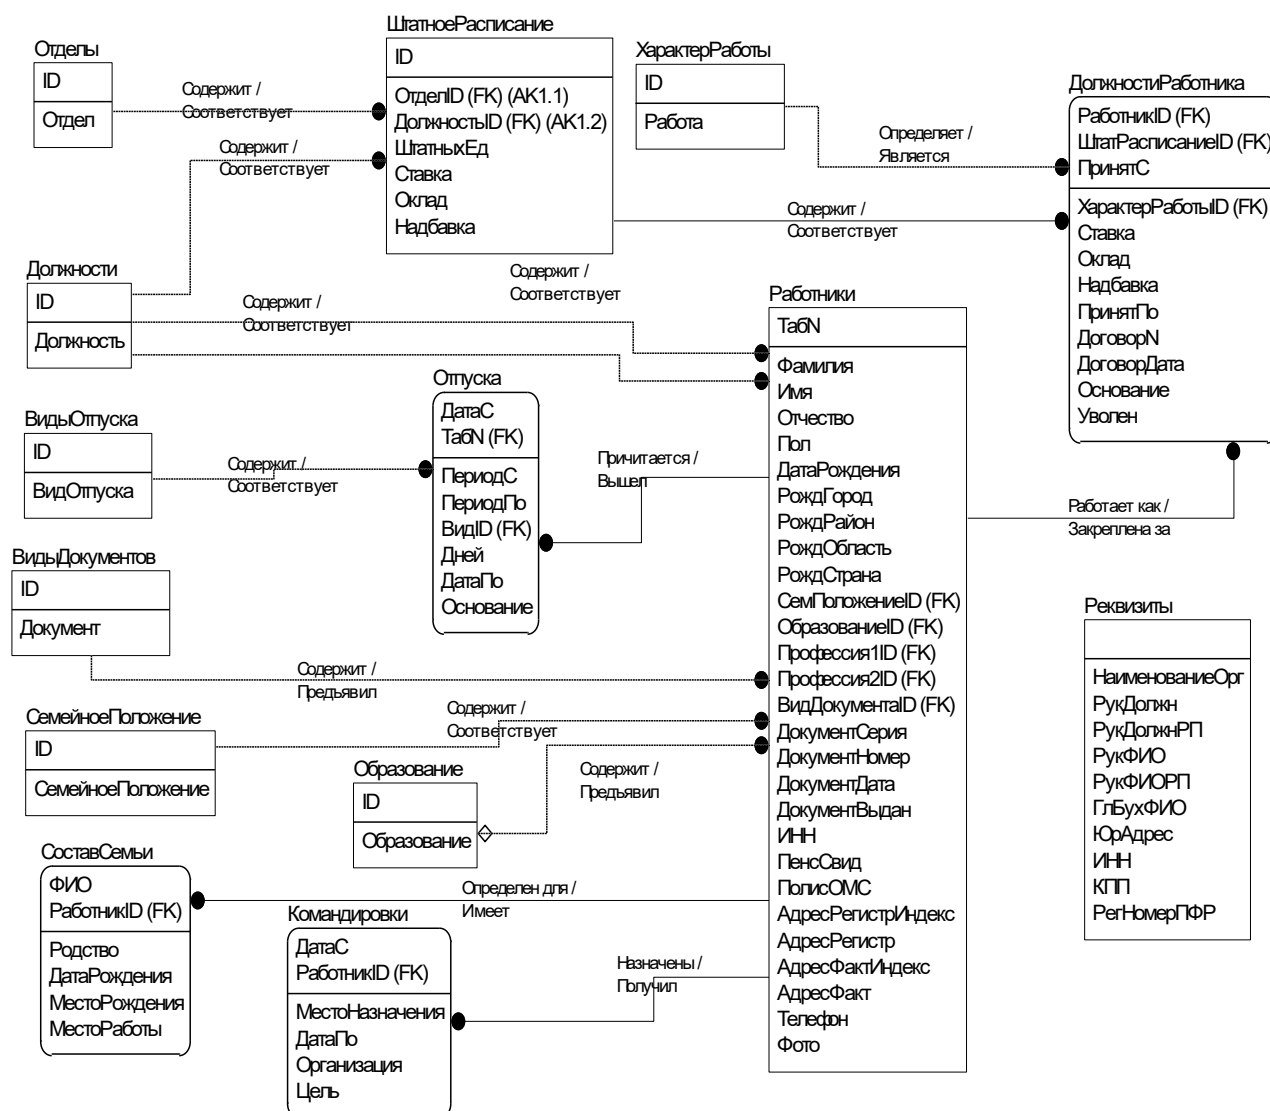 Отделы
ID
Отдел
Содержит /
Соответствует
ШтатноеРасписание
ID
ОтделID (FK) (AK1.1)
ДолжностьID (FK) (AK1.2)
ШтатныхЕд
Ставка
Оклад
Надбавка
Содержит /
Соответствует
ХарактерРаботы
ID
Работа
Определяет /
Является
ДолжностиРаботника
РаботникID (FK)
ШтатРасписаниеID (FK)
ПринятС
ХарактерРаботыID (FK)
Ставка
Оклад
Надбавка
ПринятПо
ДоговорN
ДоговорДата
Основание
Уволен
Содержит /
Соответствует
Должности
ID
Должность
Содержит /
Соответствует
Содержит /
Соответствует
Работники
ТабN
Фамилия
Имя
Отчество
Пол
ДатаРождения
РождГород
РождРайон
РождОбласть
РождСтрана
СемПоложениеID (FK)
ОбразованиеID (FK)
Профессия1ID (FK)
Профессия2ID (FK)
ВидДокументаID (FK)
ДокументСерия
ДокументНомер
ДокументДата
ДокументВыдан
ИНН
ПенсСвид
ПолисОМС
АдресРегистрИндекс
АдресРегистр
АдресФактИндекс
АдресФакт
Телефон
Фото
Отпуска
ДатаС
ТабN (FK)
ПериодС
ПериодПо
ВидID (FK)
Дней
ДатаПо
Основание
ВидыОтпуска
ID
ВидОтпуска
Содержит /
Соответствует
Причитается /
Вышел
Работает как /
Закреплена за
ВидыДокументов
ID
Документ
Содержит /
Предъявил
СемейноеПоложение
ID
СемейноеПоложение
Содержит /
Соответствует
Образование
ID
Образование
Содержит /
Предъявил
Реквизиты
НаименованиеОрг
РукДолжн
РукДолжнРП
РукФИО
РукФИОРП
ГлБухФИО
ЮрАдрес
ИНН
КПП
РегНомерПФР
СоставСемьи
ФИО
РаботникID (FK)
Родство
ДатаРождения
МестоРождения
МестоРаботы
Определен для /
Имеет
Командировки
ДатаС
РаботникID (FK)
МестоНазначения
ДатаПо
Организация
Цель
Назначены /
Получил